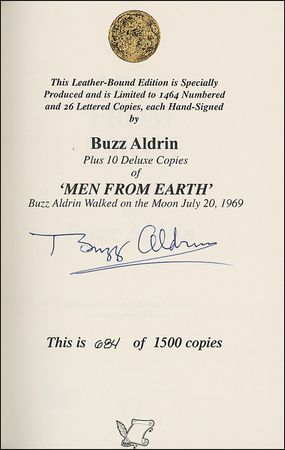 This Leather-Bound Edition is Specially
Produced and is Limited to 1464 Numbered
and 26 Lettered Copies, each Hand-Signed
by
Buzz Aldrin
Plus 10 Deluxe Copies
of
'MEN FROM EARTH'
Buzz Aldrin Walked on the Moon July 20, 1969
Buzz Aldrin
This is 684 of 1500 copies